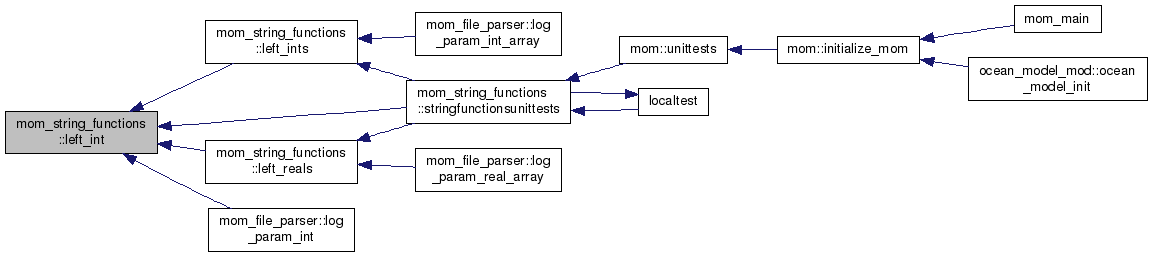 mom_string_functions
::left_int
mom_string_functions
::left_ints
mom_file_parser::log
_param_int_array
mom_string_functions
::stringfunctionsunittests
mom::unittests
mom::initialize_mom
mom_main
ocean_model_mod::ocean
_model_init
localtest
mom_string_functions
::left_reals
mom_file_parser::log
_param_real_array
mom_file_parser::log
_param_int